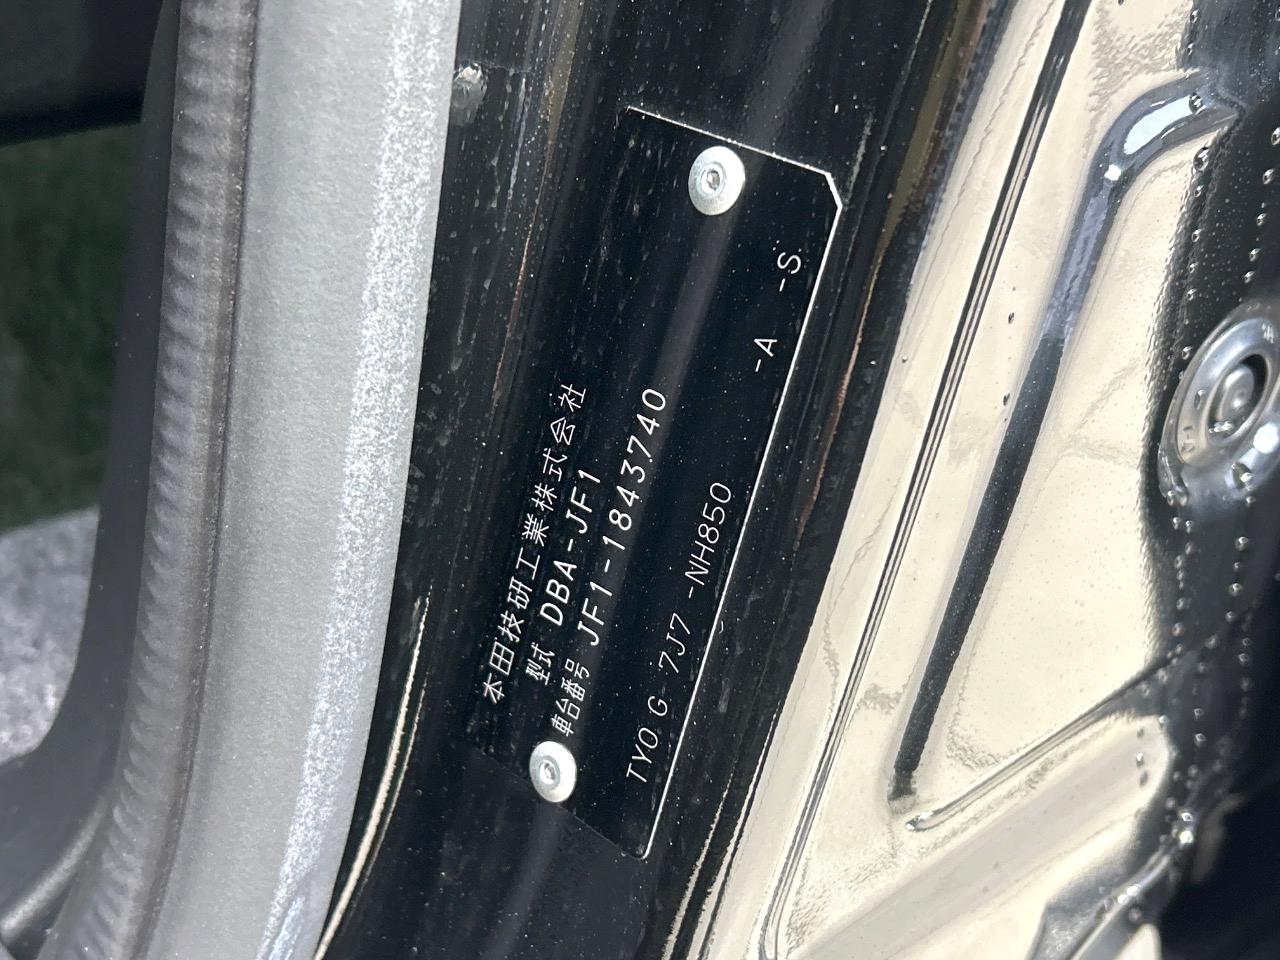 本田技研工業株式会社
型式 DBA-JF1
車台番号 JF1-1843740
TY0 G 7J7 -NH850 -A -S